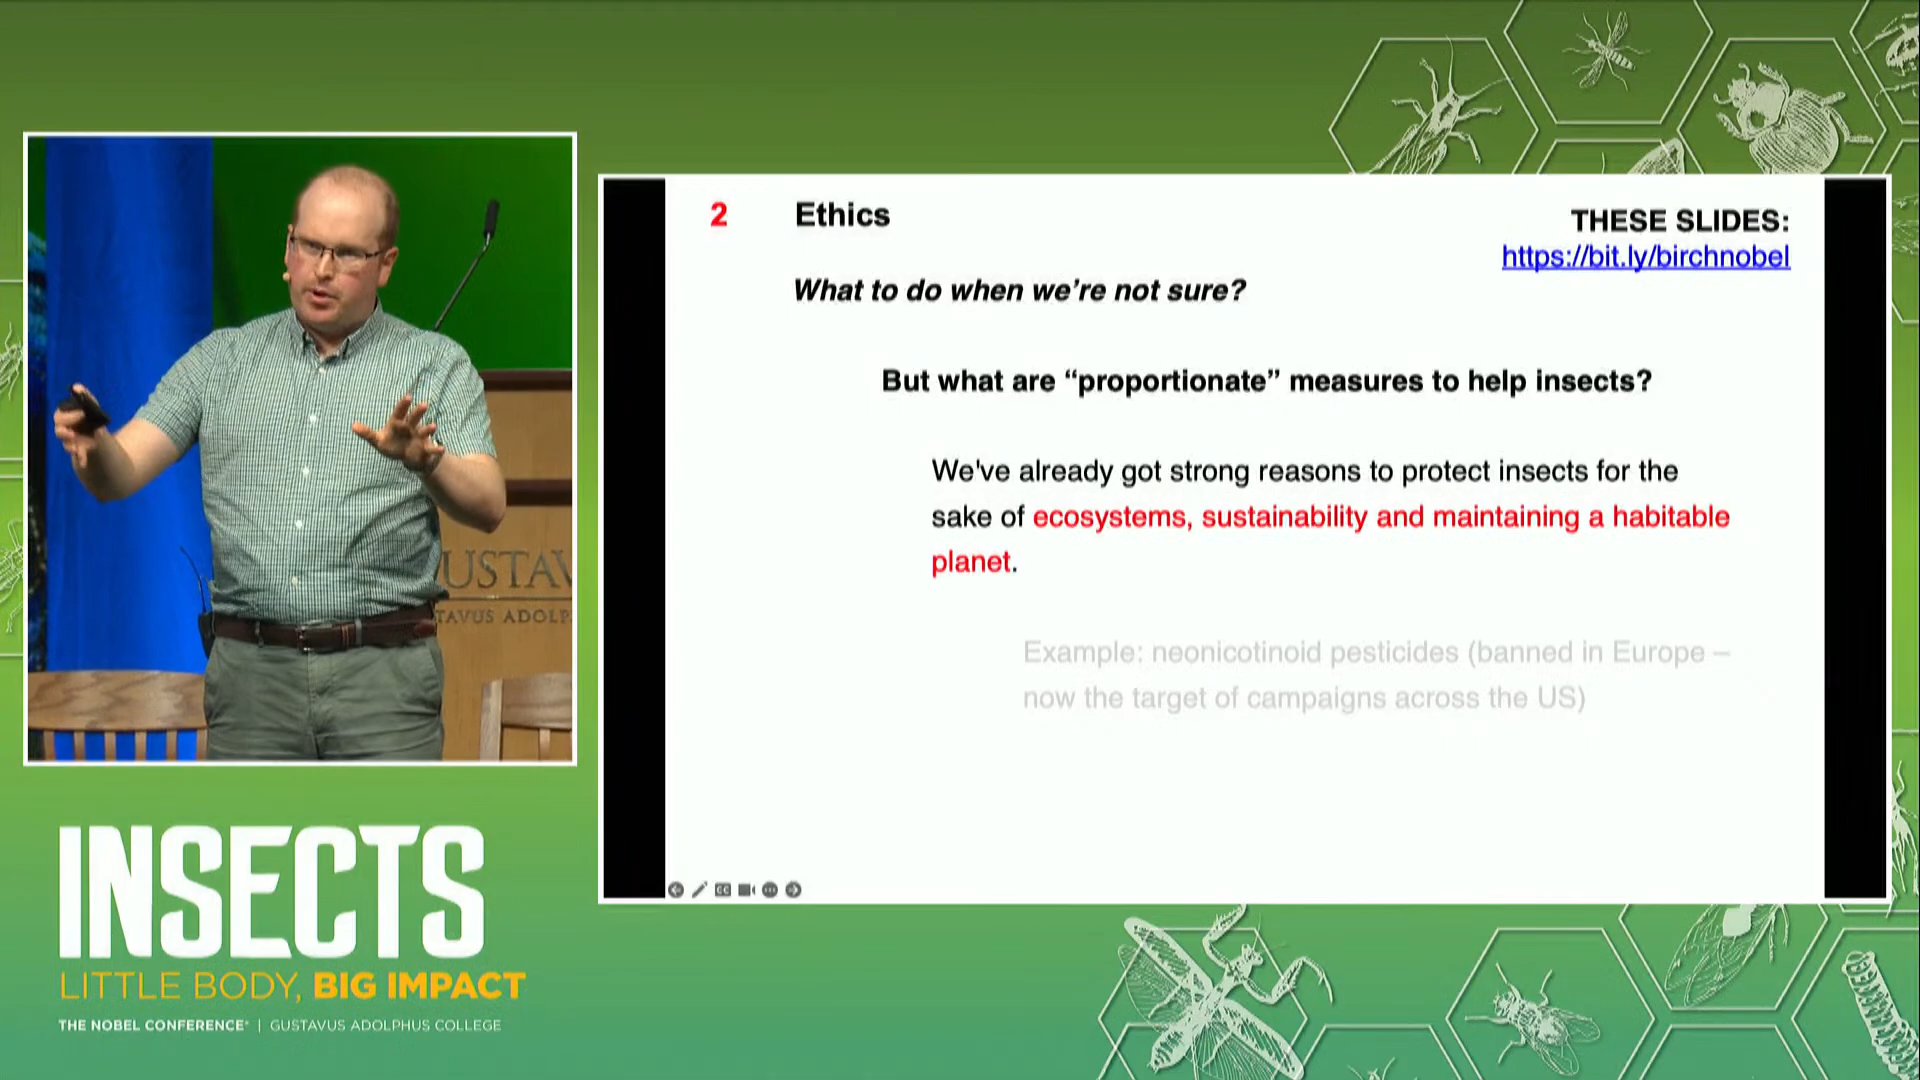 2 Ethics
THESE SLIDES:
https://bit.ly/birchnobel
What to do when we're not sure?
But what are “proportionate” measures to help insects?
We've already got strong reasons to protect insects for the
sake of ecosystems, sustainability and maintaining a habitable
planet.
Example: neonicotinoid pesticides (banned in Europe –
now the target of campaigns across the US)
USTAV
TAVUS ADOLP
INSECTS
LITTLE BODY, BIG IMPACT
THE NOBEL CONFERENCE® | GUSTAVUS ADOLPHUS COLLEGE